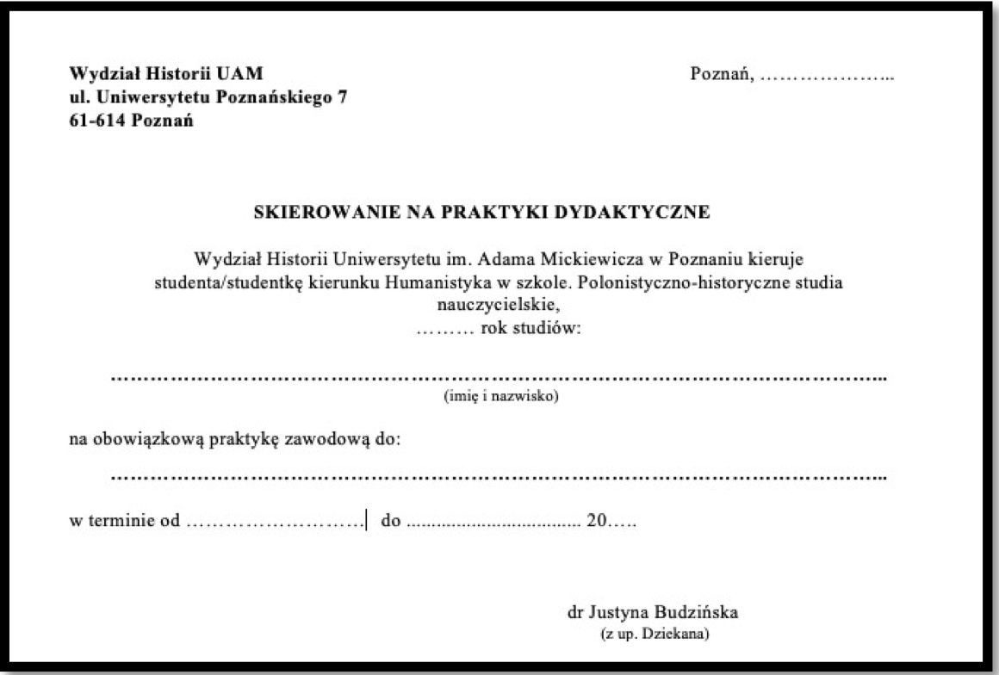 Wydział Historii UAM
Poznań, …………………...
ul. Uniwersytetu Poznańskiego 7
61-614 Poznań
SKIEROWANIE NA PRAKTYKI DYDAKTYCZNE
Wydział Historii Uniwersytetu im. Adama Mickiewicza w Poznaniu kieruje
studenta/studentkę kierunku Humanistyka w szkole. Polonistyczno-historyczne studia
nauczycielskie,
……… rok studiów:
……………………………………………………………………………………………………...
(imię i nazwisko)
na obowiązkową praktykę zawodową do:
……………………………………………………………………………………………………...
w terminie od ……………………… do ................................... 20…..
dr Justyna Budzińska
(z up. Dziekana)